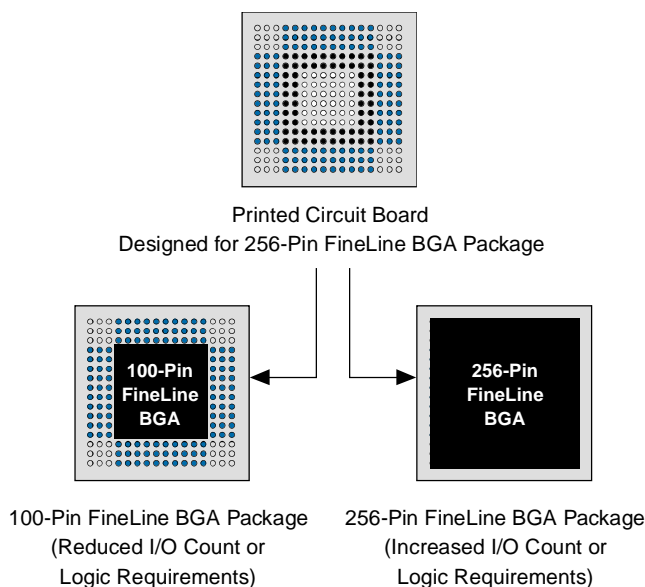 Printed Circuit Board
Designed for 256-Pin FineLine BGA Package
100-Pin
FineLine
BGA
256-Pin
FineLine
BGA
100-Pin FineLine BGA Package
(Reduced I/O Count or
Logic Requirements)
256-Pin FineLine BGA Package
(Increased I/O Count or
Logic Requirements)